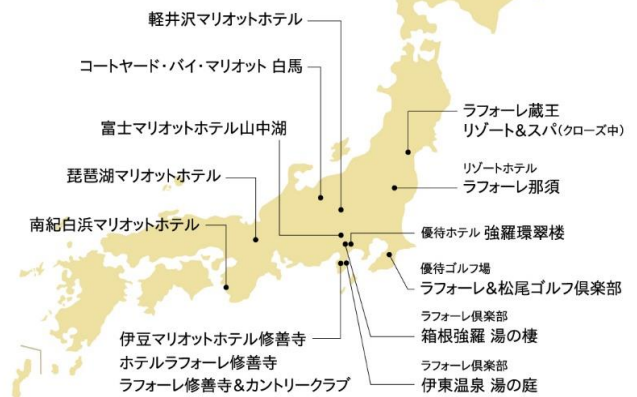 軽井沢マリオットホテル
コートヤード・バイ・マリオット 白馬
富士マリオットホテル山中湖
琵琶湖マリオットホテル
南紀白浜マリオットホテル
伊豆マリオットホテル修善寺
ホテルラフォーレ修善寺
ラフォーレ修善寺&カントリークラブ
ラフォーレ蔵王
リゾート&スパ(クローズ中)
リゾートホテル
ラフォーレ那須
優待ホテル 強羅環翠楼
優待ゴルフ場
ラフォーレ&松尾ゴルフ倶楽部
ラフォーレ倶楽部
箱根強羅 湯の棲
ラフォーレ倶楽部
伊東温泉 湯の庭